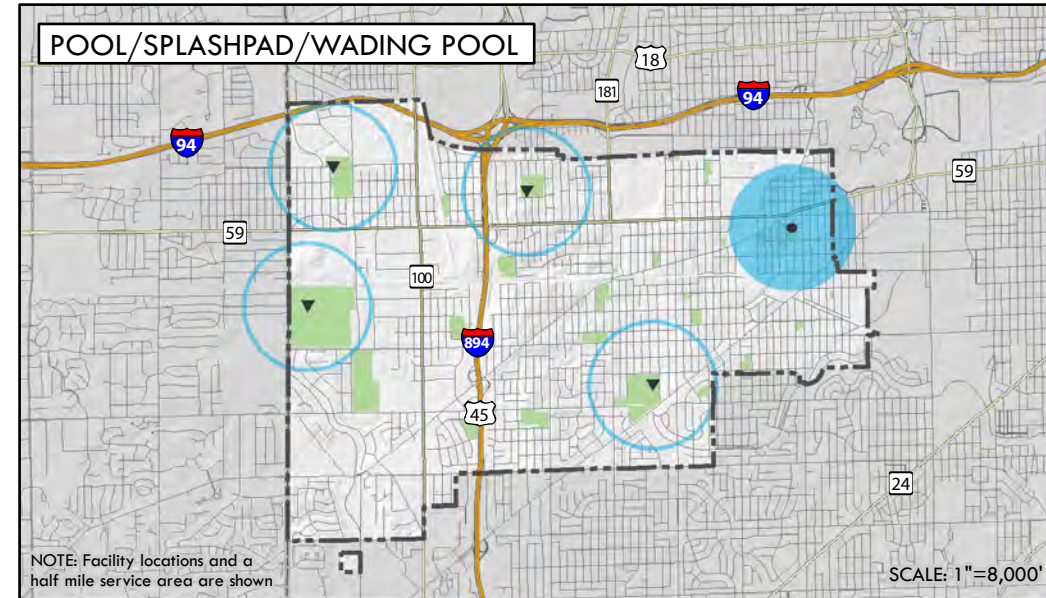 POOL/SPLASHPAD/WADING POOL
18
181
94
94
59
59
100
894
45
24
NOTE: Facility locations and a
half mile service area are shown
SCALE: 1"=8,000'